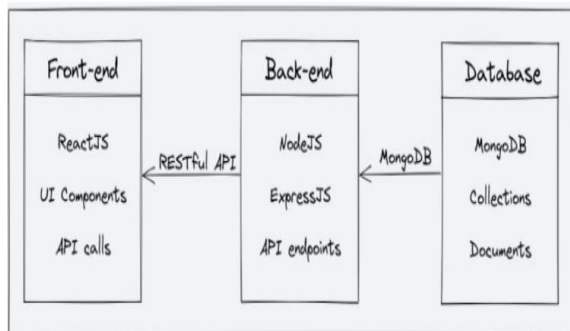 Front-end
ReactJS
UI Components
API calls
RESTful API
Back-end
NodeJS
ExpressJS
API endpoints
MongoDB
Database
MongoDB
Collections
Documents